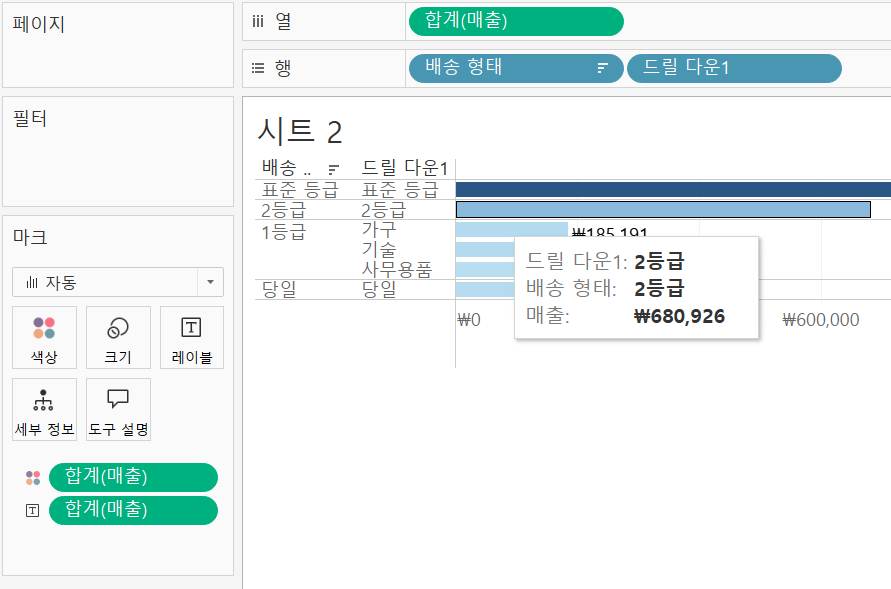 페이지
iii 열
합계(매출)
행
배송 형태
드릴 다운1
필터
시트 2
배송 ..
드릴 다운1
표준 등급
표준 등급
2등급
2등급
1등급
가구
₩185,191
기술
사무용품
당일
당일
드릴 다운1: 2등급
배송 형태: 2등급
매출: ₩680,926
₩0
₩600,000
마크
자동
색상
크기
레이블
세부 정보
도구 설명
합계(매출)
합계(매출)